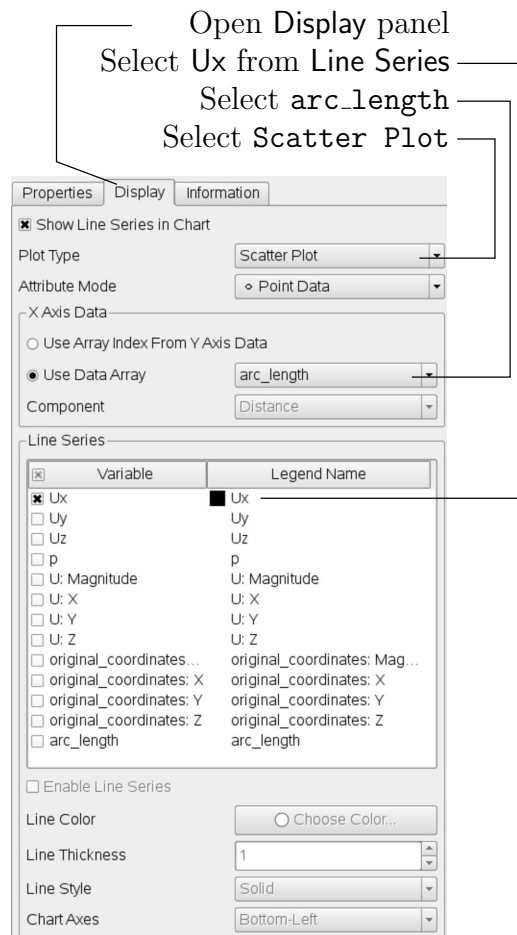 Open Display panel
Select Ux from Line Series
Select arc_length
Select Scatter Plot
Properties Display Information
Show Line Series in Chart
Plot Type Scatter Plot
Attribute Mode Point Data
X Axis Data
Use Array Index From Y Axis Data
Use Data Array arc_length
Component Distance
Line Series
Variable Legend Name
Ux Ux
Uy Uy
Uz Uz
p p
U: Magnitude U: Magnitude
U: X U: X
U: Y U: Y
U: Z U: Z
original_coordinates... original_coordinates: Mag...
original_coordinates: X original_coordinates: X
original_coordinates: Y original_coordinates: Y
original_coordinates: Z original_coordinates: Z
arc_length arc_length
Enable Line Series
Line Color Choose Color...
Line Thickness 1
Line Style Solid
Chart Axes Bottom-Left